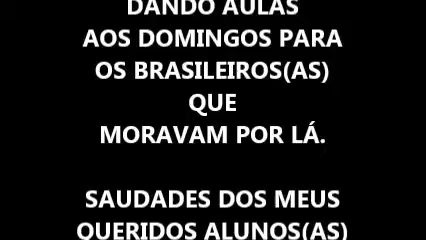 DANDO AULAS
AOS DOMINGOS PARA
OS BRASILEIROS(AS)
QUE
MORAVAM POR LÁ.
SAUDADES DOS MEUS
QUERIDOS ALUNOS(AS)